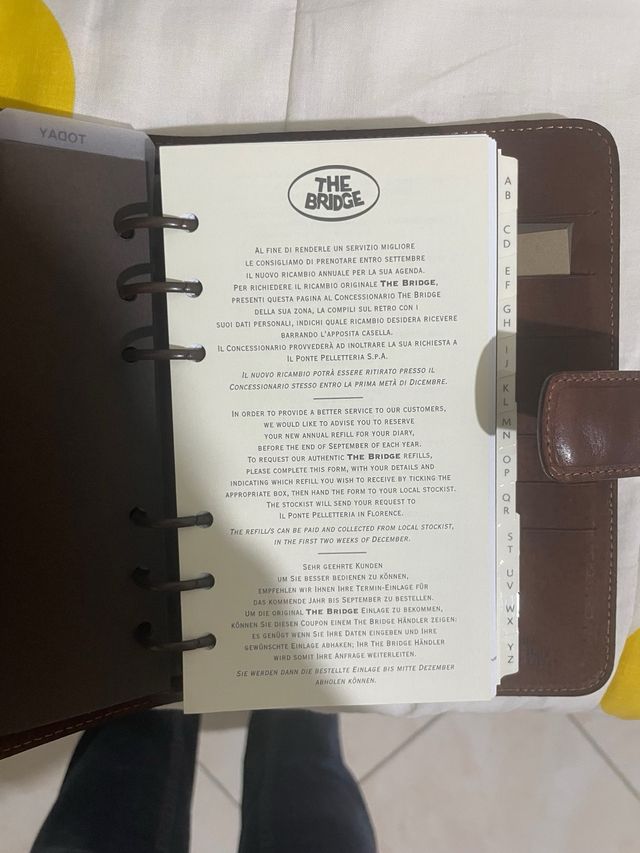 YADOT
THE
BRIDGE
AL FINE DI RENDERLE UN SERVIZIO MIGLIORE
LE CONSIGLIAMO DI PRENOTARE ENTRO SETTEMBRE
IL NUOVO RICAMBIO ANNUALE PER LA SUA AGENDA.
PER RICHIEDERE IL RICAMBIO ORIGINALE THE BRIDGE,
PRESENTI QUESTA PAGINA AL CONCESSIONARIO THE BRIDGE
DELLA SUA ZONA, LA COMPILI SUL RETRO CON I
SUOI DATI PERSONALI, INDICHI QUALE RICAMBIO DESIDERA RICEVERE
BARRANDO L'APPOSITA CASELLA.
IL CONCESSIONARIO PROVVEDERÀ AD INOLTRARE LA SUA RICHIESTA A
IL PONTE PELLETTERIA S.P.A.
IL NUOVO RICAMBIO POTRÀ ESSERE RITIRATO PRESSO IL
CONCESSIONARIO STESSO ENTRO LA PRIMA METÀ DI DICEMBRE.
IN ORDER TO PROVIDE A BETTER SERVICE TO OUR CUSTOMERS,
WE WOULD LIKE TO ADVISE YOU TO RESERVE
YOUR NEW ANNUAL REFILL FOR YOUR DIARY,
BEFORE THE END OF SEPTEMBER OF EACH YEAR.
TO REQUEST OUR AUTHENTIC THE BRIDGE REFILLS,
PLEASE COMPLETE THIS FORM, WITH YOUR DETAILS AND
INDICATING WHICH REFILL YOU WISH TO RECEIVE BY TICKING THE
APPROPRIATE BOX, THEN HAND THE FORM TO YOUR LOCAL STOCKIST.
THE STOCKIST WILL SEND YOUR REQUEST TO
IL PONTE PELLETTERIA IN FLORENCE.
THE REFILL/S CAN BE PAID AND COLLECTED FROM LOCAL STOCKIST,
IN THE FIRST TWO WEEKS OF DECEMBER.
SEHR GEEHRTE KUNDEN
UM SIE BESSER BEDIENEN ZU KÖNNEN,
EMPFEHLEN WIR IHNEN IHRE TERMIN-EINLAGE FÜR
DAS KOMMENDE JAHR BIS SEPTEMBER ZU BESTELLEN.
UM DIE ORIGINAL THE BRIDGE EINLAGE ZU BEKOMMEN,
KÖNNEN SIE DIESEN COUPON EINEM THE BRIDGE HÄNDLER ZEIGEN:
ES GENÜGT WENN SIE IHRE DATEN EINGEBEN UND IHRE
GEWÜNSCHTE EINLAGE ABHAKEN; IHR THE BRIDGE HÄNDLER
WIRD SOMIT IHRE ANFRAGE WEITERLEITEN.
SIE WERDEN DANN DIE BESTELLTE EINLAGE BIS MITTE DEZEMBER
ABHOLEN KÖNNEN.
A
B
C
D
E
F
G
H
I
J
K
L
M
N
O
P
Q
R
S
T
U
V
W
X
Y
Z